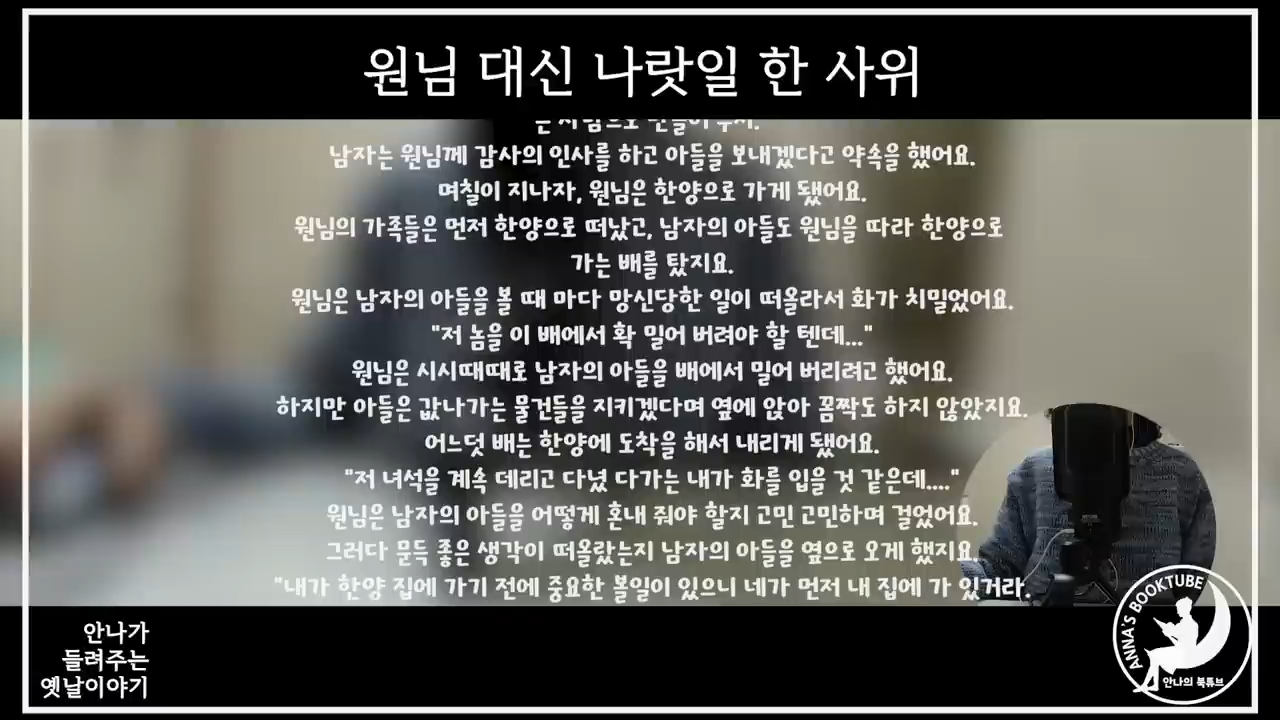 원님 대신 나랏일 한 사위
남자는 원님께 감사의 인사를 하고 아들을 보내겠다고 약속을 했어요.
며칠이 지나자, 원님은 한양으로 가게 됐어요.
원님의 가족들은 먼저 한양으로 떠났고, 남자의 아들도 원님을 따라 한양으로
가는 배를 탔지요.
원님은 남자의 아들을 볼 때 마다 망신당한 일이 떠올라서 화가 치밀었어요.
"저 놈을 이 배에서 확 밀어 버려야 할 텐데..."
원님은 시시때때로 남자의 아들을 배에서 밀어 버리려고 했어요.
하지만 아들은 값나가는 물건들을 지키겠다며 옆에 앉아 꼼짝도 하지 않았지요.
어느덧 배는 한양에 도착을 해서 내리게 됐어요.
"저 녀석을 계속 데리고 다녔 다가는 내가 화를 입을 것 같은데...."
원님은 남자의 아들을 어떻게 혼내 줘야 할지 고민 고민하며 걸었어요.
그러다 문득 좋은 생각이 떠올랐는지 남자의 아들을 옆으로 오게 했지요.
"내가 한양 집에 가기 전에 중요한 볼일이 있으니 네가 먼저 내 집에 가 있거라.
안나가
들려주는
옛날이야기
ANNA'S BOOKTUBE
안나의 북튜브